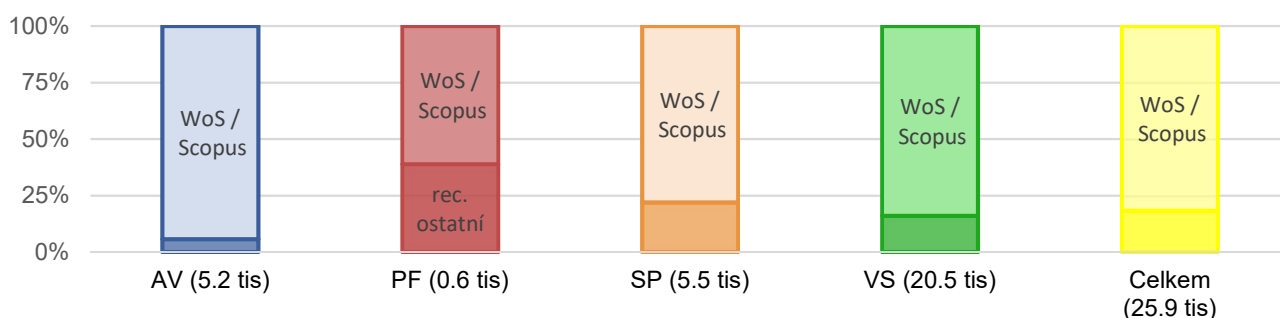 100%
75%
50%
25%
0%
WoS /
Scopus
WoS /
Scopus
rec.
ostatní
WoS /
Scopus
WoS /
Scopus
WoS /
Scopus
AV (5.2 tis)
PF (0.6 tis)
SP (5.5 tis)
VS (20.5 tis)
Celkem
(25.9 tis)